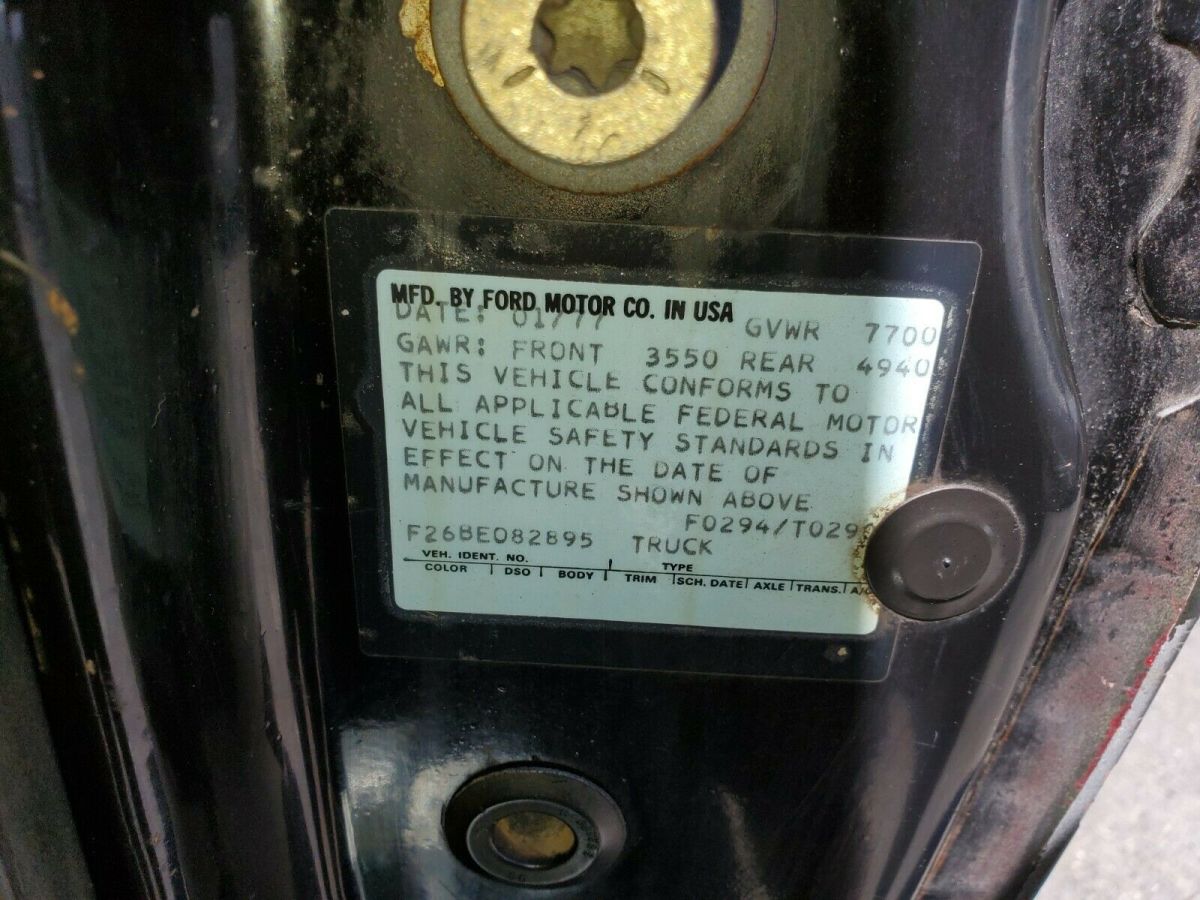 MFD. BY FORD MOTOR CO. IN USA
DATE: 01/77 GVWR 7700
GAWR: FRONT 3550 REAR 4940
THIS VEHICLE CONFORMS TO
ALL APPLICABLE FEDERAL MOTOR
VEHICLE SAFETY STANDARDS IN
EFFECT ON THE DATE OF
MANUFACTURE SHOWN ABOVE
F0294/T029
F26BE082895 TRUCK
VEH. IDENT. NO. TYPE
COLOR DSO BODY TRIM SCH. DATE AXLE TRANS. A/